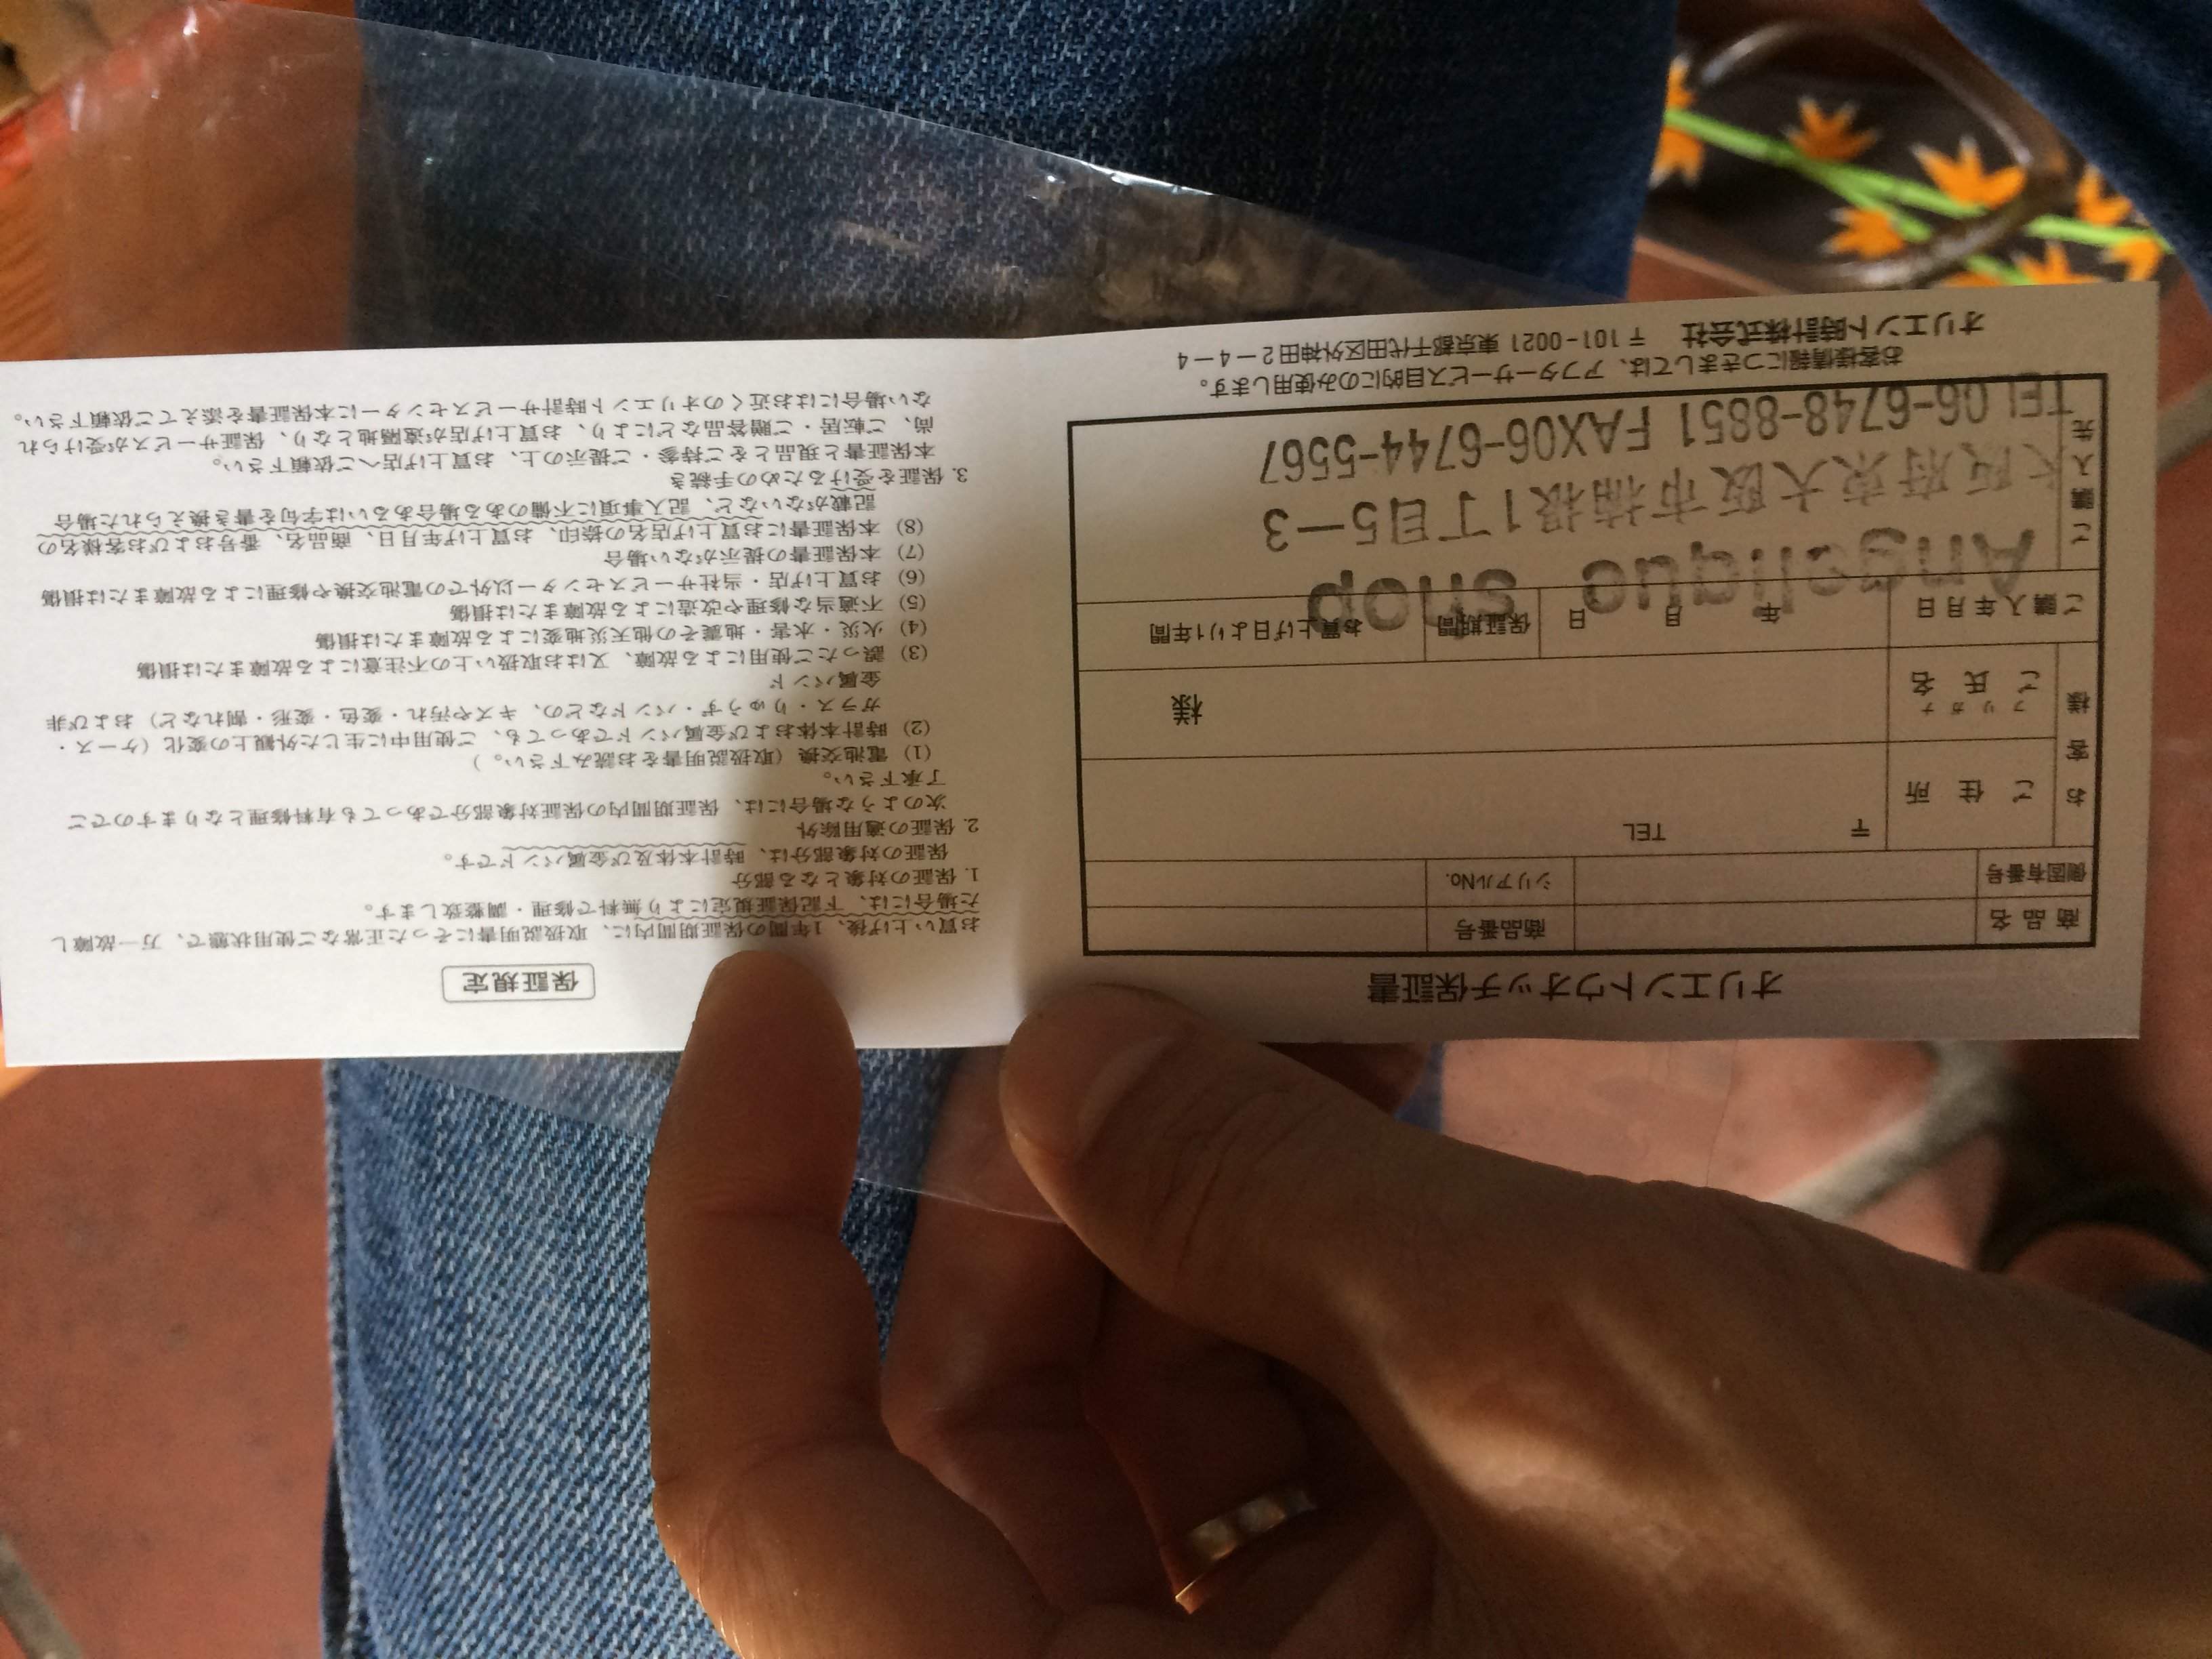 オリエントウオッチ保証書
商品名 商品番号
側固有番号 シリアルNo.
お客様 ご住所 〒 TEL
フリガナ
ご氏名 様
ご購入年月日 年 月 日 保証期間 お買上げ日より1年間
ご購入先
Angelique shop
大阪府東大阪市楠根1丁目5-3
TEL06-6748-8851 FAX06-6744-5567
お客様情報につきましては、アフターサービス目的にのみ使用します。
オリエント時計株式会社 〒101-0021 東京都千代田区外神田2-4-4
保証規定
お買い上げ後、1年間の保証期間内に、取扱説明書にそった正常なご使用状態で、万一故障し
た場合には、下記保証規定により無料で修理・調整致します。
1. 保証の対象となる部分
保証の対象部分は、時計本体及び金属バンドです。
2. 保証の適用除外
次のような場合には、保証期間内の保証対象部分であっても有料修理となりますのでご
了承下さい。
(1) 電池交換(取扱説明書をお読み下さい。)
(2) 時計本体および金属バンドであっても、ご使用中に生じた外観上の変化(ケース・
ガラス・りゅうず・バンドなどの、キズや汚れ・変色・変形・割れなど)および非
金属バンド
(3) 誤ったご使用による故障、又はお取扱い上の不注意による故障または損傷
(4) 火災・水害・地震その他天災地変による故障または損傷
(5) 不適当な修理や改造による故障または損傷
(6) お買上げ店・当社サービスセンター以外での電池交換や修理による故障または損傷
(7) 本保証書の提示がない場合
(8) 本保証書にお買上げ店名の捺印、お買上げ年月日、商品名、番号およびお客様名の
記載がないなど、記入事項に不備のある場合あるいは字句を書き換えられた場合
3. 保証を受けるための手続き
本保証書と現品とをご持参・ご提示の上、お買上げ店へご依頼下さい。
尚、ご転居・ご贈答品などにより、お買上げ店が遠隔地となり、保証サービスが受けられ
ない場合にはお近くのオリエント時計サービスセンターに本保証書を添えてご依頼下さい。